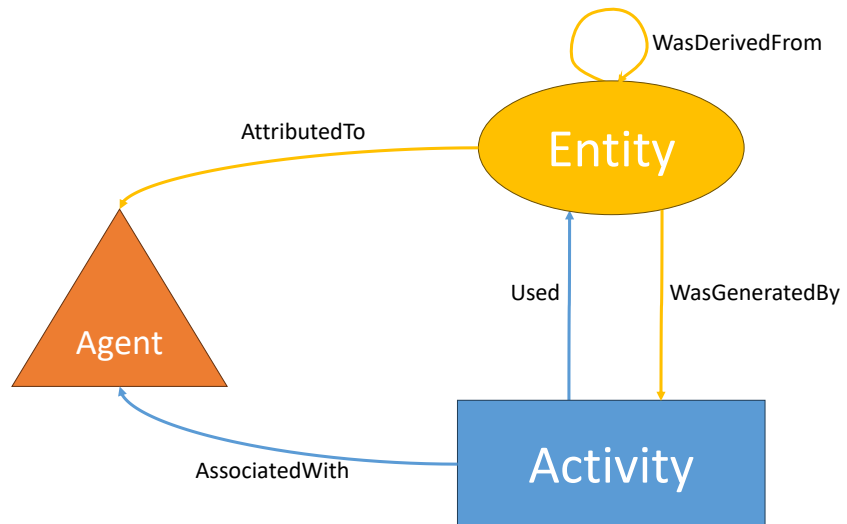 WasDerivedFrom
AttributedTo
Entity
Used
WasGeneratedBy
Agent
AssociatedWith
Activity